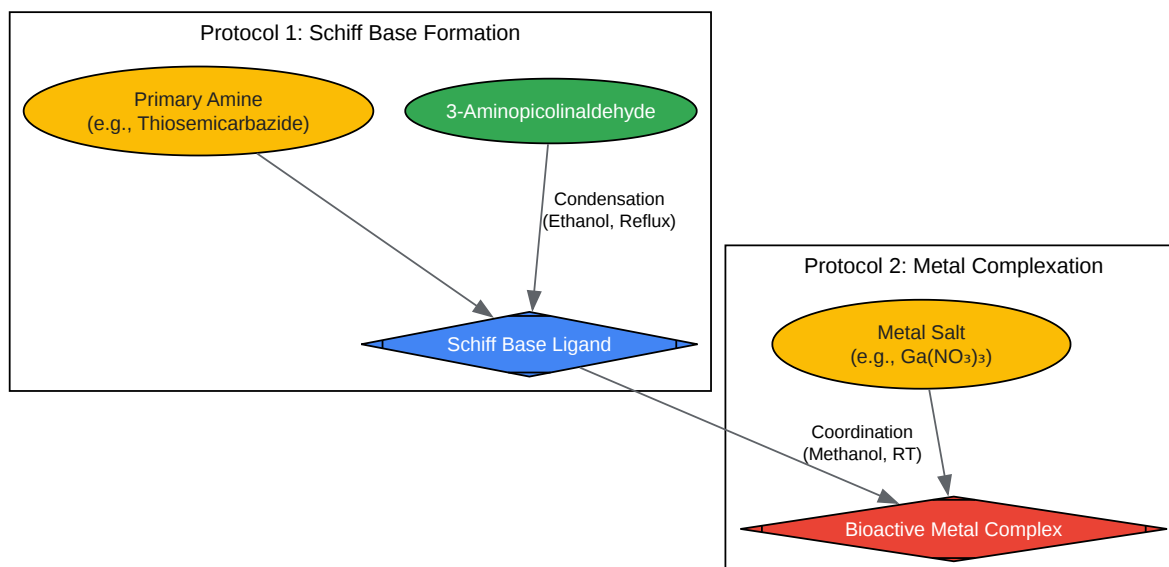 Protocol 1: Schiff Base Formation
Primary Amine
(e.g., Thiosemicarbazide)
3-Aminopicolinaldehyde
Condensation
(Ethanol, Reflux)
Schiff Base Ligand
Protocol 2: Metal Complexation
Metal Salt
(e.g., Ga(NO₃)₃)
Coordination
(Methanol, RT)
Bioactive Metal Complex